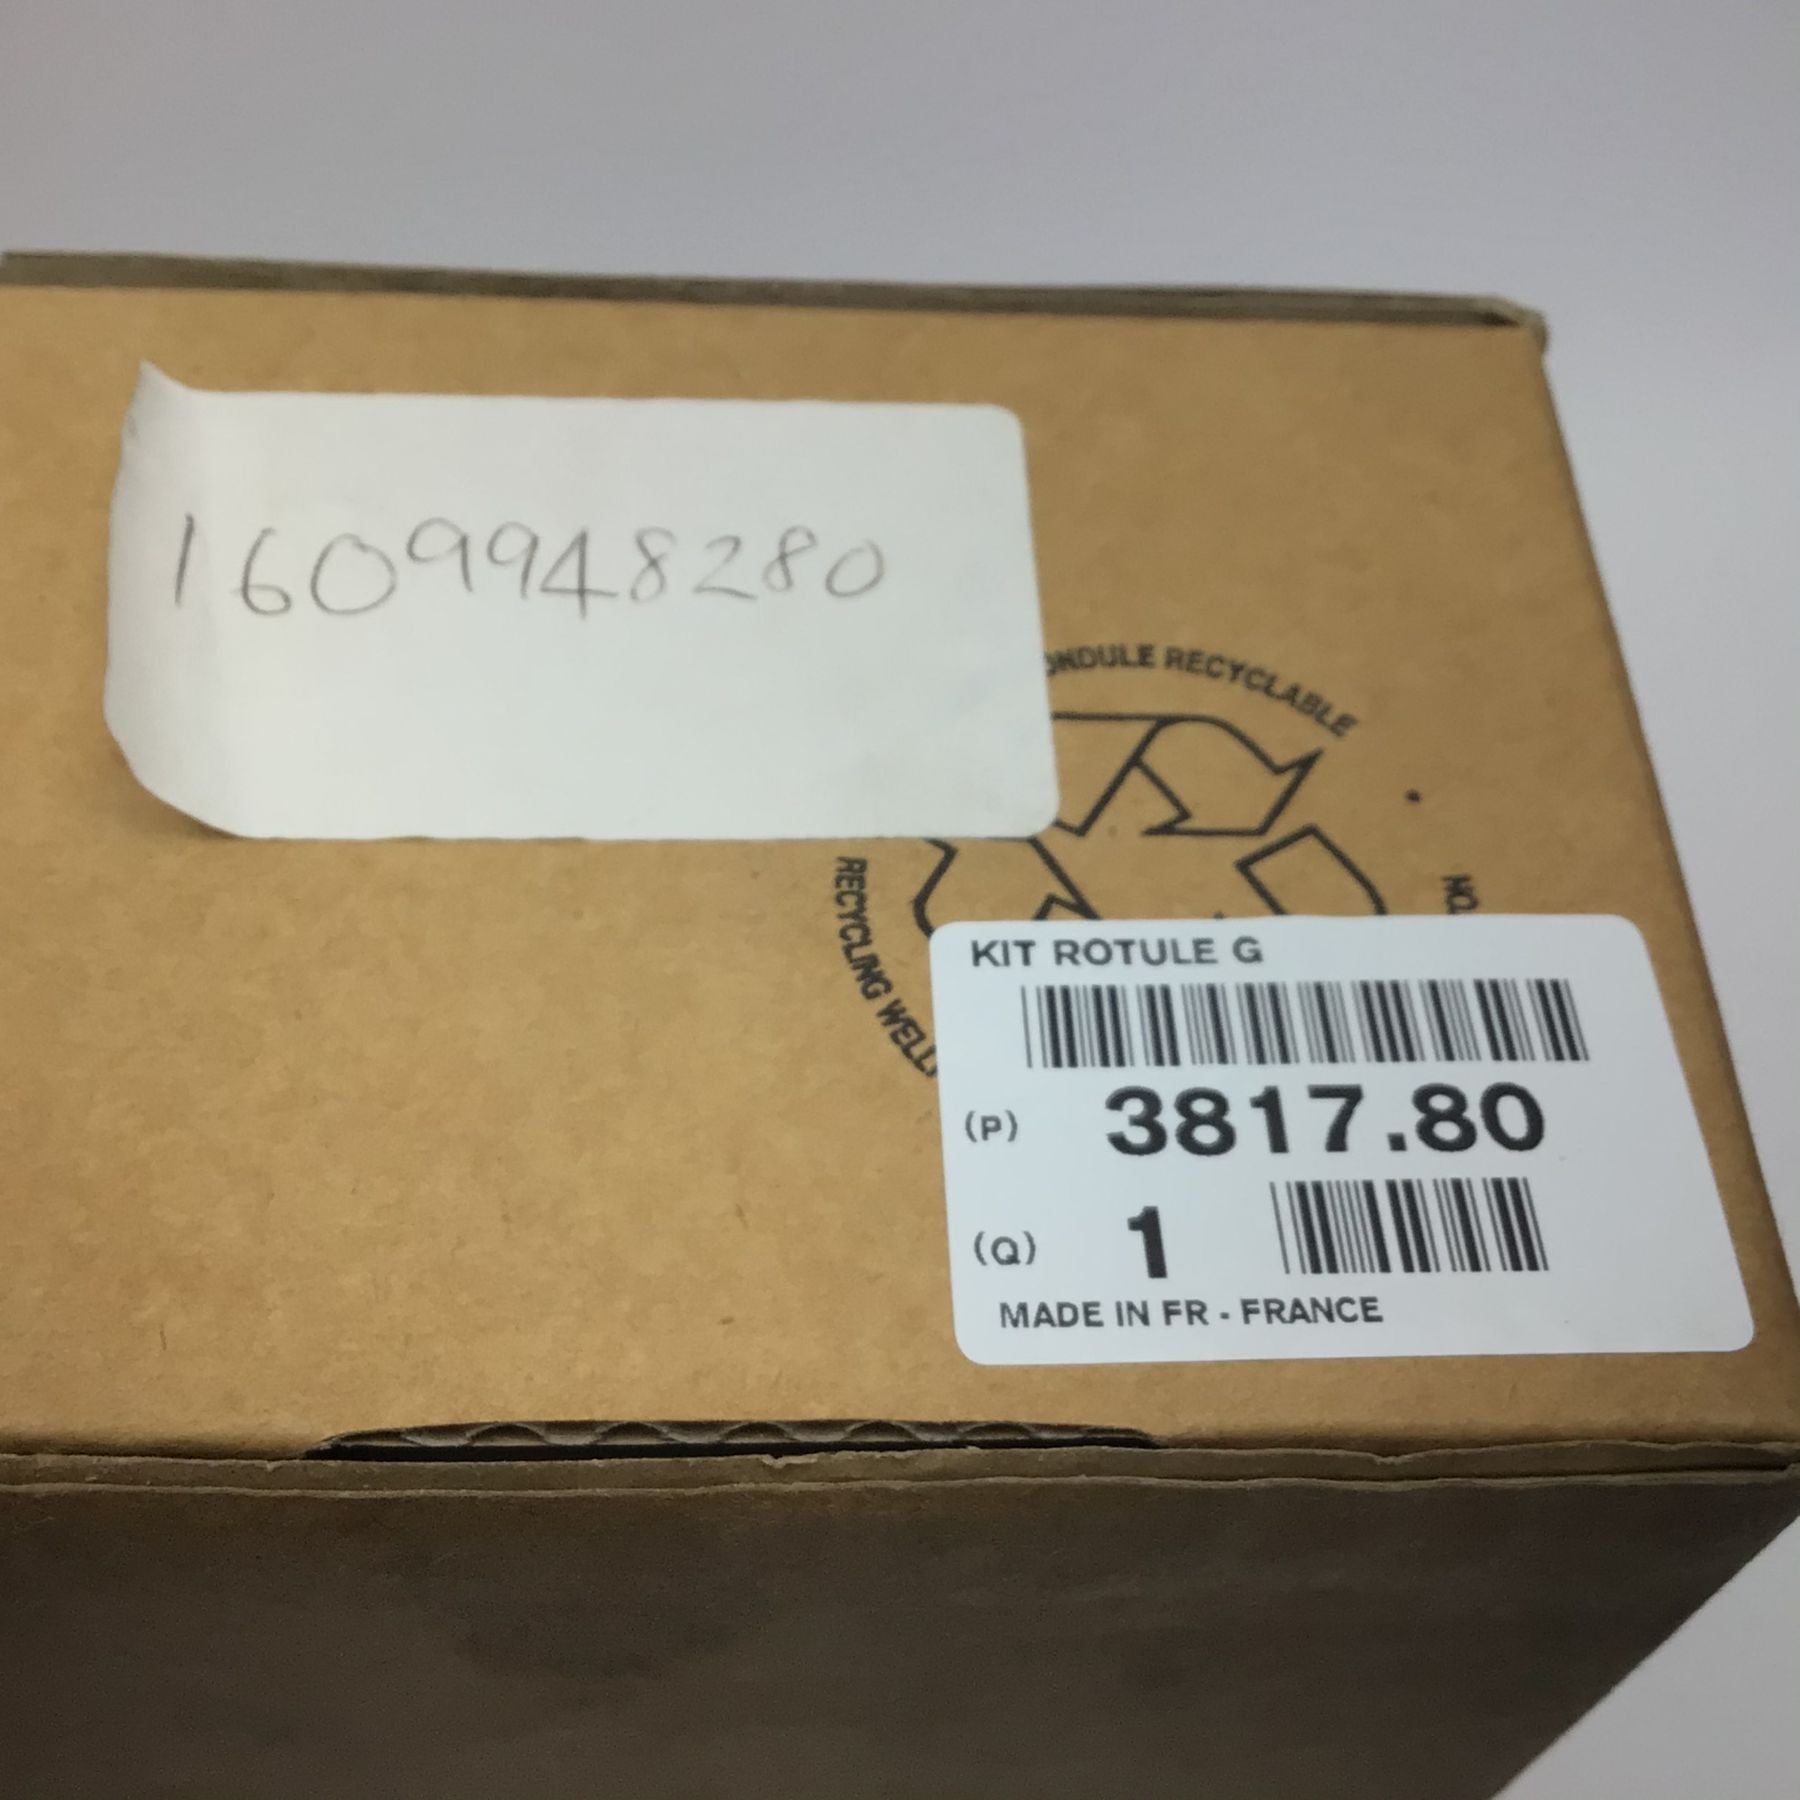 1609948280
ONDULE RECYCLABLE
RECYCLING WELL
KIT ROTULE G
(P) 3817.80
(Q) 1
MADE IN FR - FRANCE